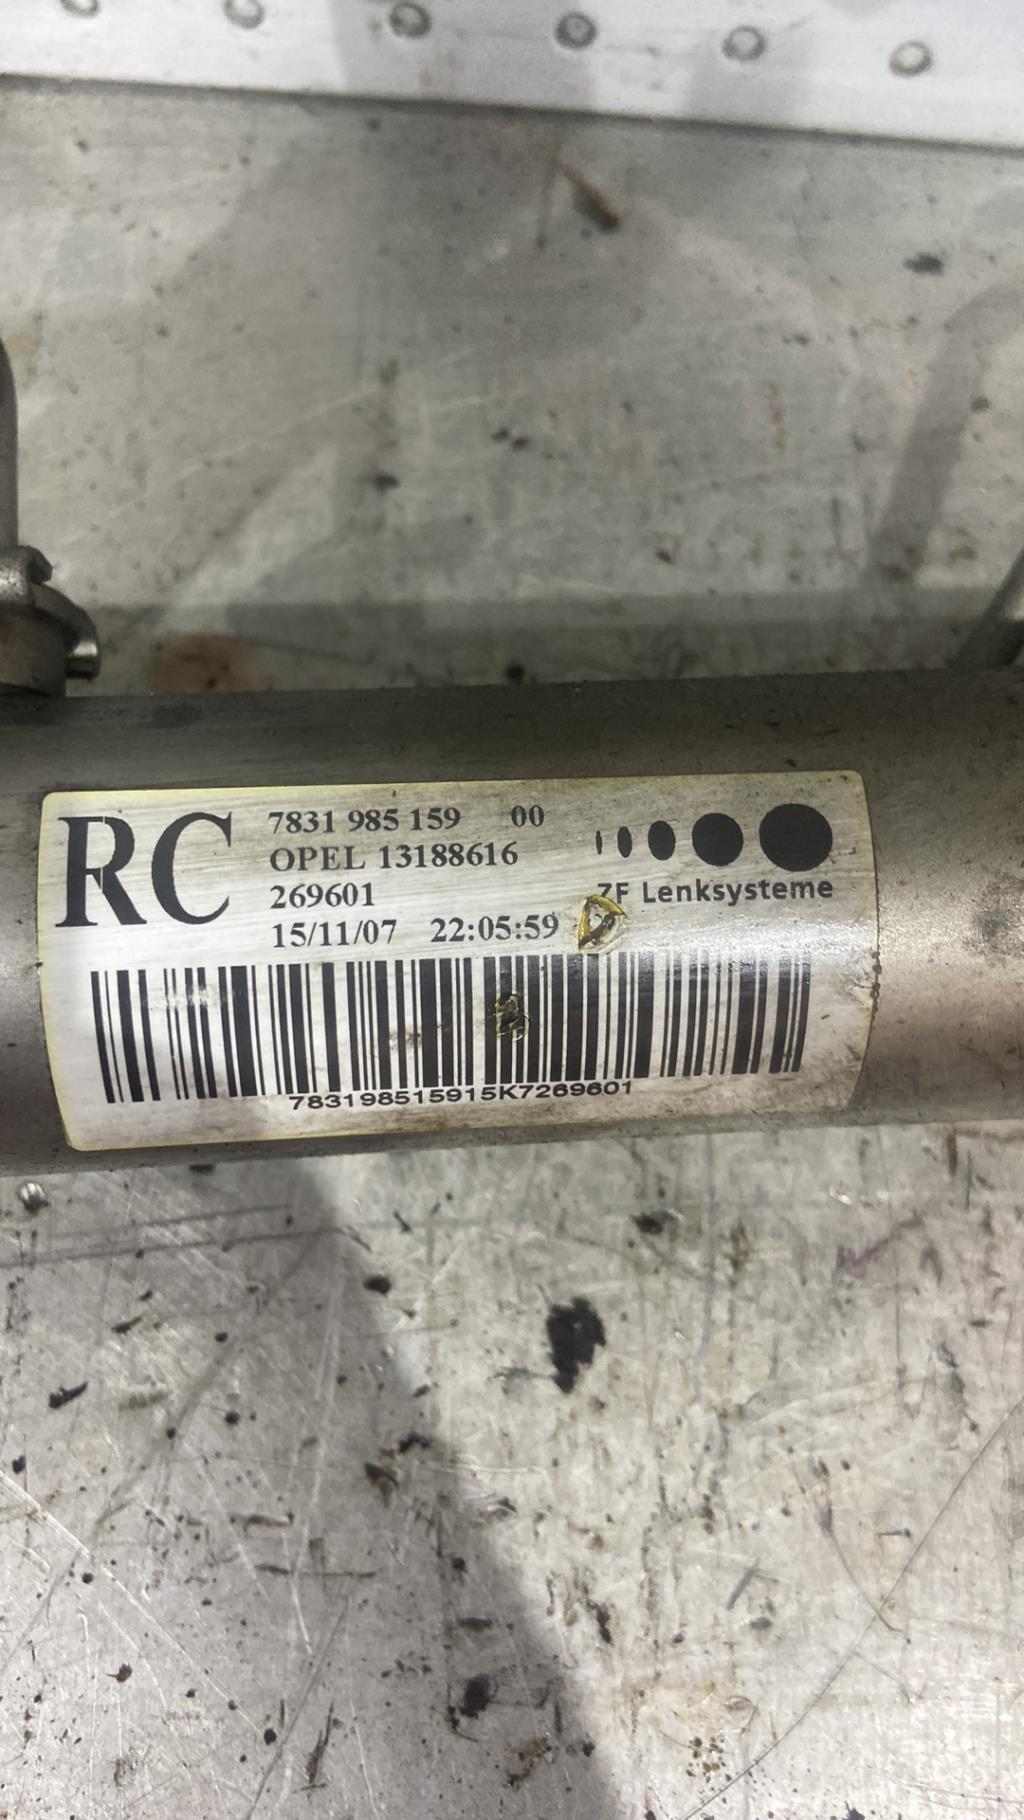 RC
7831 985 159 00
OPEL 13188616
269601
15/11/07 22:05:59
ZF Lenksysteme
783198515915K7269601